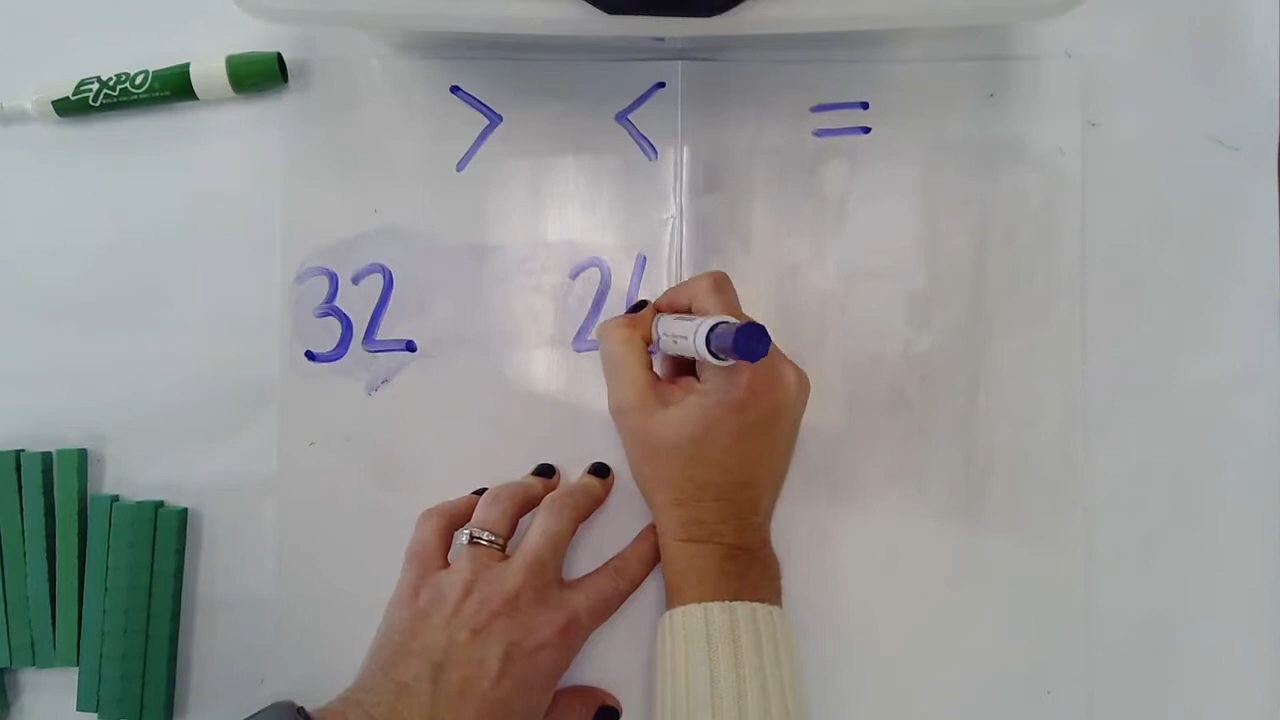 EXPO
> < =
32 2